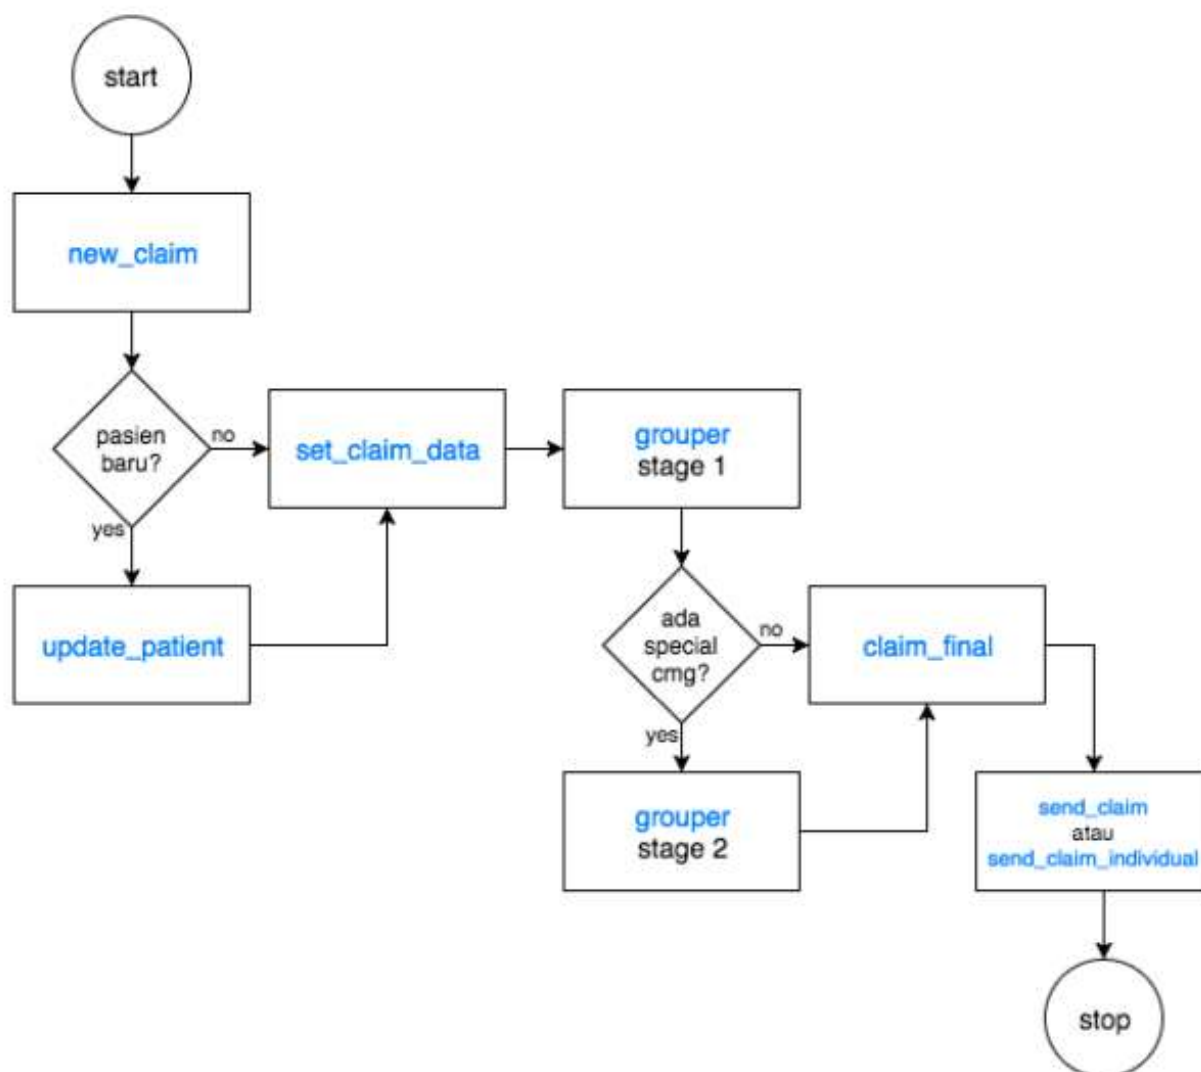 start
new_claim
pasien
baru?
no
yes
update_patient
set_claim_data
grouper
stage 1
ada
special
cmg?
no
yes
grouper
stage 2
claim_final
send_claim
atau
send_claim_individual
stop